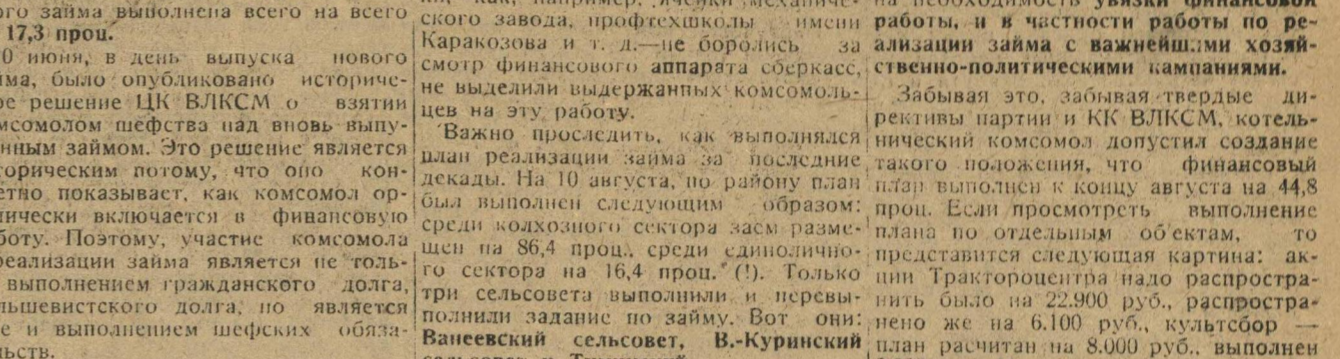 ого займа выполнена всего на всего
17,3 проц.
0 июня, в день выпуска нового
ма, было опубликовано историче-
ое решение ЦК ВЛКСМ о взятии
мсомолом шефства над вновь выпу-
нным займом. Это решение является
орическим потому, что оно кон-
етно показывает, как комсомол ор-
ически включается в финансовую
боту. Поэтому, участие комсомола
реализации займа является не толь-
выполнением гражданского долга,
льшевистского долга, но является
е и выполнением шефских обяза-
льств.
как, например, ячейки механиче-
ского завода, профтехшколы имени
Каракозова и т. д.—не боролись за
смотр финансового аппарата сберкасс,
не выделили выдержанных комсомоль-
цев на эту работу.
Важно проследить, как выполнялся
план реализации займа за последние
декады. На 10 августа, по району план
был выполнен следующим образом:
среди колхозного сектора заем разме-
щен на 86,4 проц., среди единолично-
го сектора на 16,4 проц. (!). Только
три сельсовета выполнили и перевы-
полнили задание по займу. Вот они:
Ванеевский сельсовет, В.-Куринский
на необходимость увязки финансовой
работы, и в частности работы по ре-
ализации займа с важнейшими хозяй-
ственно-политическими кампаниями.
Забывая это, забывая твердые ди-
рективы партии и КК ВЛКСМ, котель-
нический комсомол допустил создание
такого положения, что финансовый
план выполнен к концу августа на 44,8
проц. Если просмотреть выполнение
плана по отдельным об'ектам, то
представится следующая картина: ак-
ции Трактороцентра надо распростра-
нить было на 22.900 руб., распростра-
нено же на 6.100 руб., культсбор —
план расчитан на 8.000 руб., выполнен